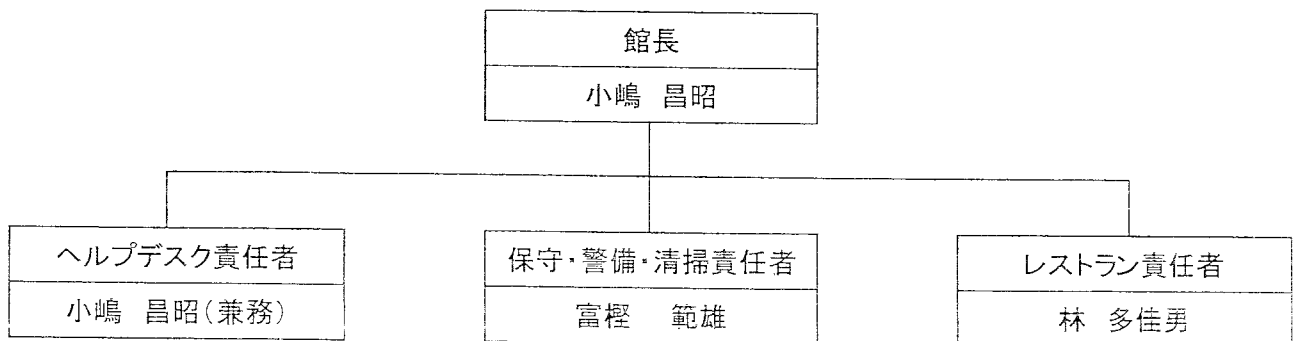 館長
小嶋 昌昭
ヘルプデスク責任者
小嶋 昌昭(兼務)
保守・警備・清掃責任者
富樫 範雄
レストラン責任者
林 多佳男